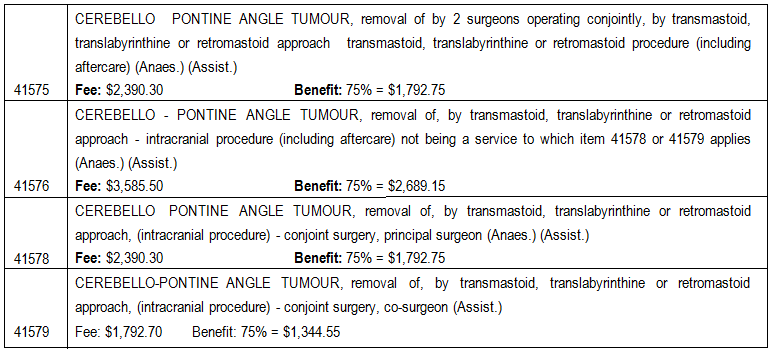 CEREBELLO PONTINE ANGLE TUMOUR, removal of by 2 surgeons operating conjointly, by transmastoid,
translabyrinthine or retromastoid approach transmastoid, translabyrinthine or retromastoid procedure (including
aftercare) (Anaes.) (Assist.)
41575 Fee: $2,390.30 Benefit: 75% = $1,792.75
CEREBELLO - PONTINE ANGLE TUMOUR, removal of, by transmastoid, translabyrinthine or retromastoid
approach - intracranial procedure (including aftercare) not being a service to which item 41578 or 41579 applies
(Anaes.) (Assist.)
41576 Fee: $3,585.50 Benefit: 75% = $2,689.15
CEREBELLO PONTINE ANGLE TUMOUR, removal of, by transmastoid, translabyrinthine or retromastoid
approach, (intracranial procedure) - conjoint surgery, principal surgeon (Anaes.) (Assist.)
41578 Fee: $2,390.30 Benefit: 75% = $1,792.75
CEREBELLO-PONTINE ANGLE TUMOUR, removal of, by transmastoid, translabyrinthine or retromastoid
approach, (intracranial procedure) - conjoint surgery, co-surgeon (Assist.)
41579 Fee: $1,792.70 Benefit: 75% = $1,344.55